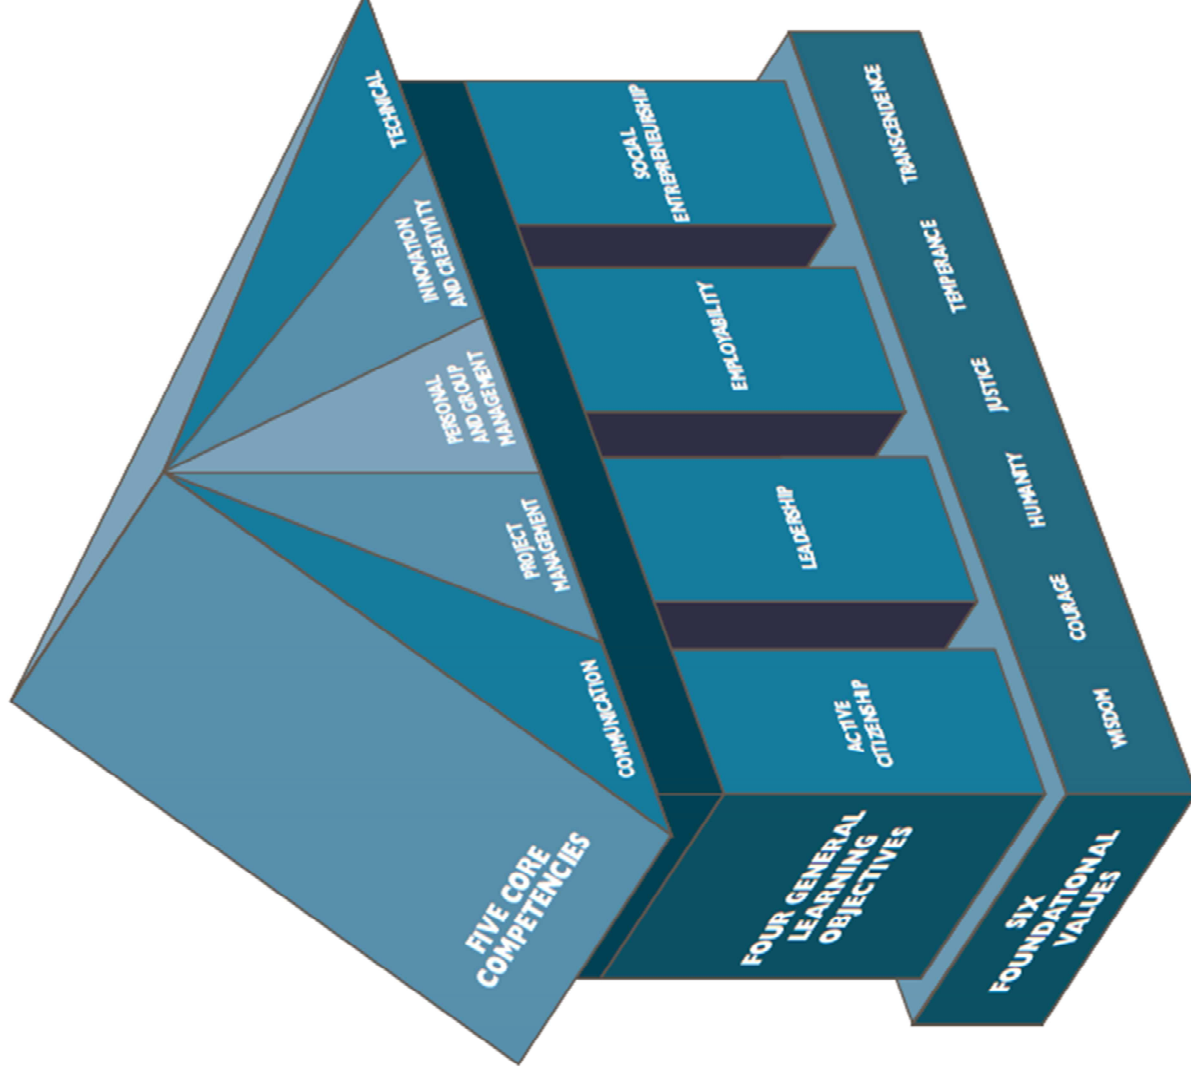 FIVE CORE
COMPETENCIES
COMMUNICATION
PROJECT
MANAGEMENT
PERSONAL
AND GROUP
MANAGEMENT
INNOVATION
AND CREATIVITY
TECHNICAL
FOUR GENERAL
LEARNING
OBJECTIVES
ACTIVE
CITIZENSHIP
LEADERSHIP
EMPLOYABILITY
SOCIAL
ENTREPRENEURSHIP
SIX
FOUNDATIONAL
VALUES
WISDOM
COURAGE
HUMANITY
JUSTICE
TEMPERANCE
TRANSCENDENCE